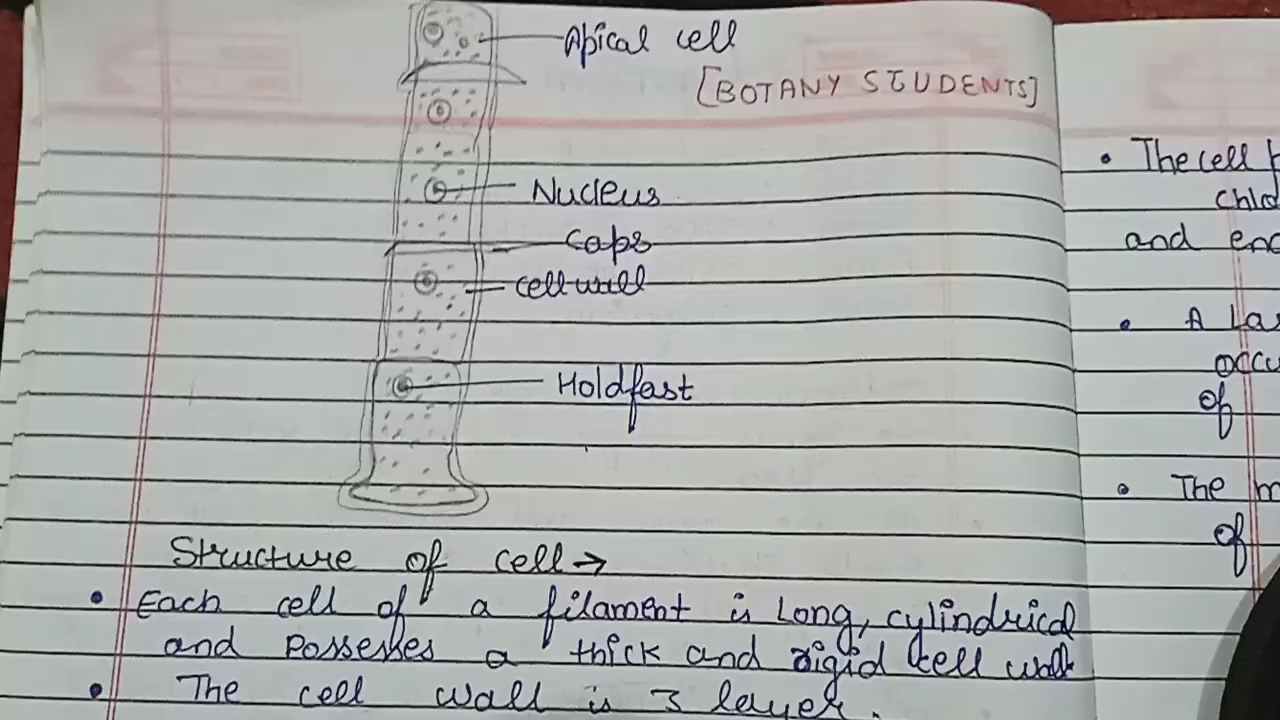 Apical cell
[BOTANY STUDENTS]
Nucleus
Caps
cell wall
Holdfast
Structure of cell →
• Each cell of a filament is Long, cylindrical
and Possesses a thick and rigid cell wall
• The cell wall is 3 layer.
• The cell
and
• A
of
• The
of